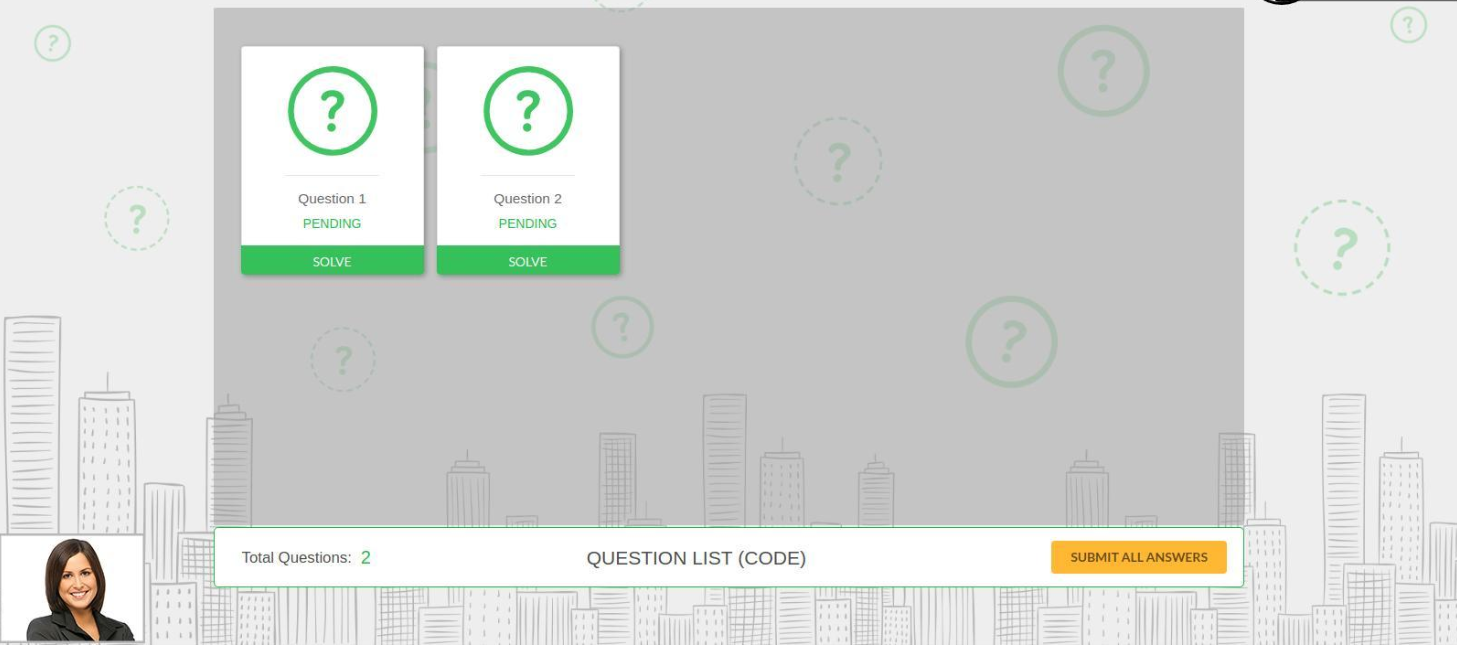 Question 1
PENDING
SOLVE
Question 2
PENDING
SOLVE
Total Questions: 2
QUESTION LIST (CODE)
SUBMIT ALL ANSWERS